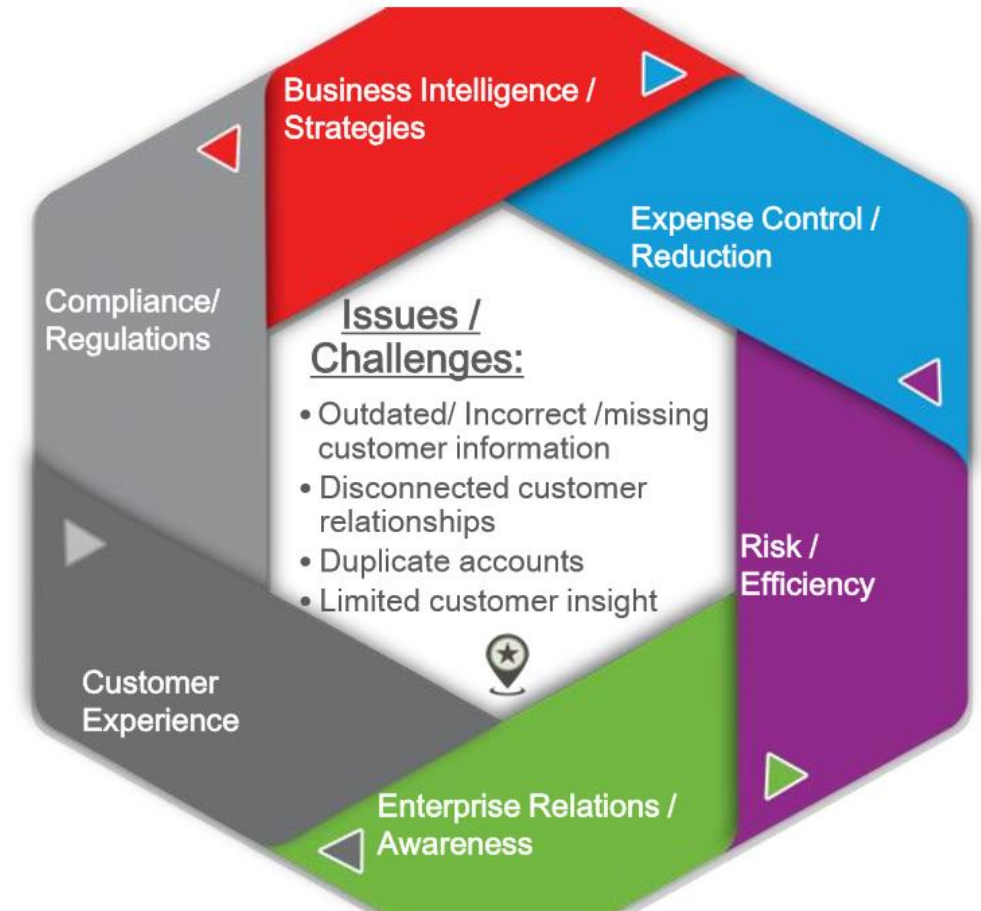 Business Intelligence /
Strategies
Expense Control /
Reduction
Compliance/
Regulations
Issues /
Challenges:
• Outdated/ Incorrect /missing
customer information
• Disconnected customer
relationships
• Duplicate accounts
• Limited customer insight
Risk /
Efficiency
Customer
Experience
Enterprise Relations /
Awareness